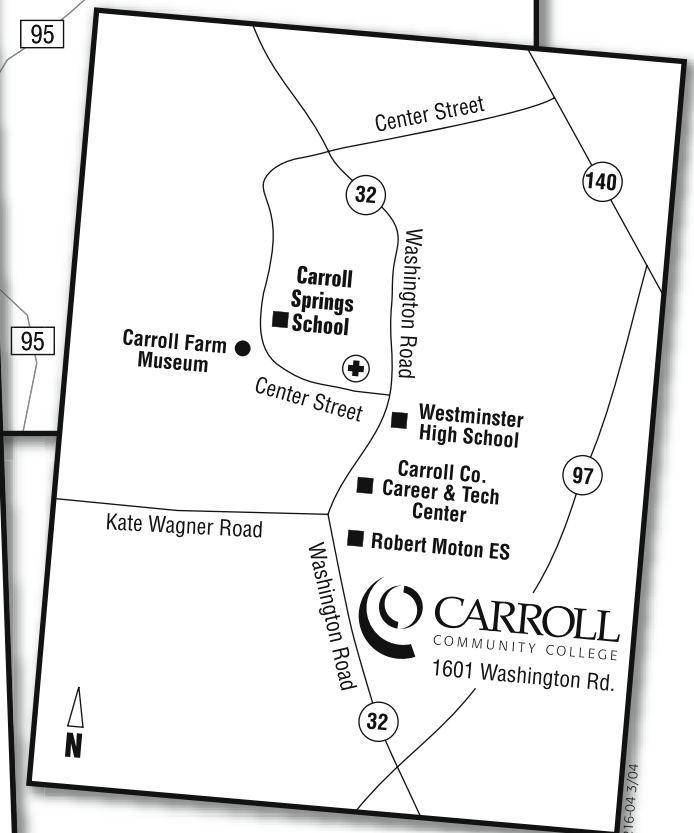 95
Center Street
140
32
Washington Road
Carroll
Springs
School
95
Carroll Farm
Museum
Center Street
Westminster
High School
Carroll Co.
Career & Tech
Center
97
Kate Wagner Road
Robert Moton ES
Washington Road
CARROLL
COMMUNITY COLLEGE
1601 Washington Rd.
32
N
16-04 3/04